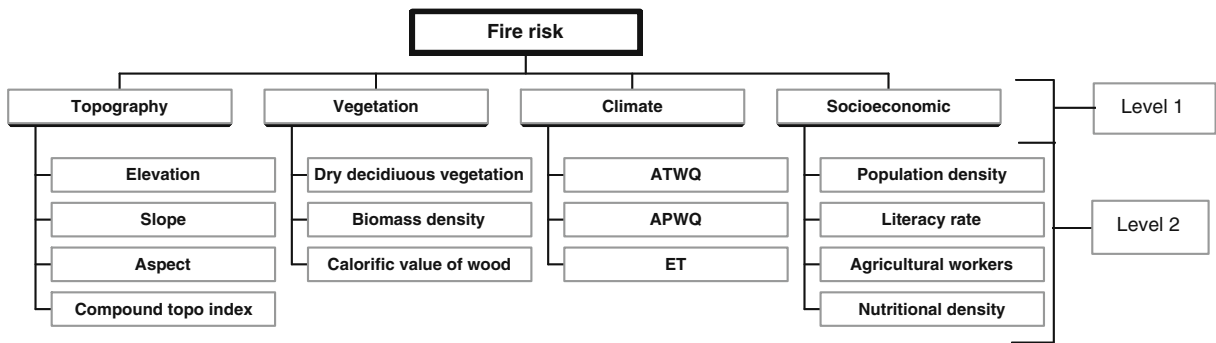 Fire risk
Topography
Vegetation
Climate
Socioeconomic
Level 1
Elevation
Slope
Aspect
Compound topo index
Dry decidiuous vegetation
Biomass density
Calorific value of wood
ATWQ
APWQ
ET
Population density
Literacy rate
Agricultural workers
Nutritional density
Level 2